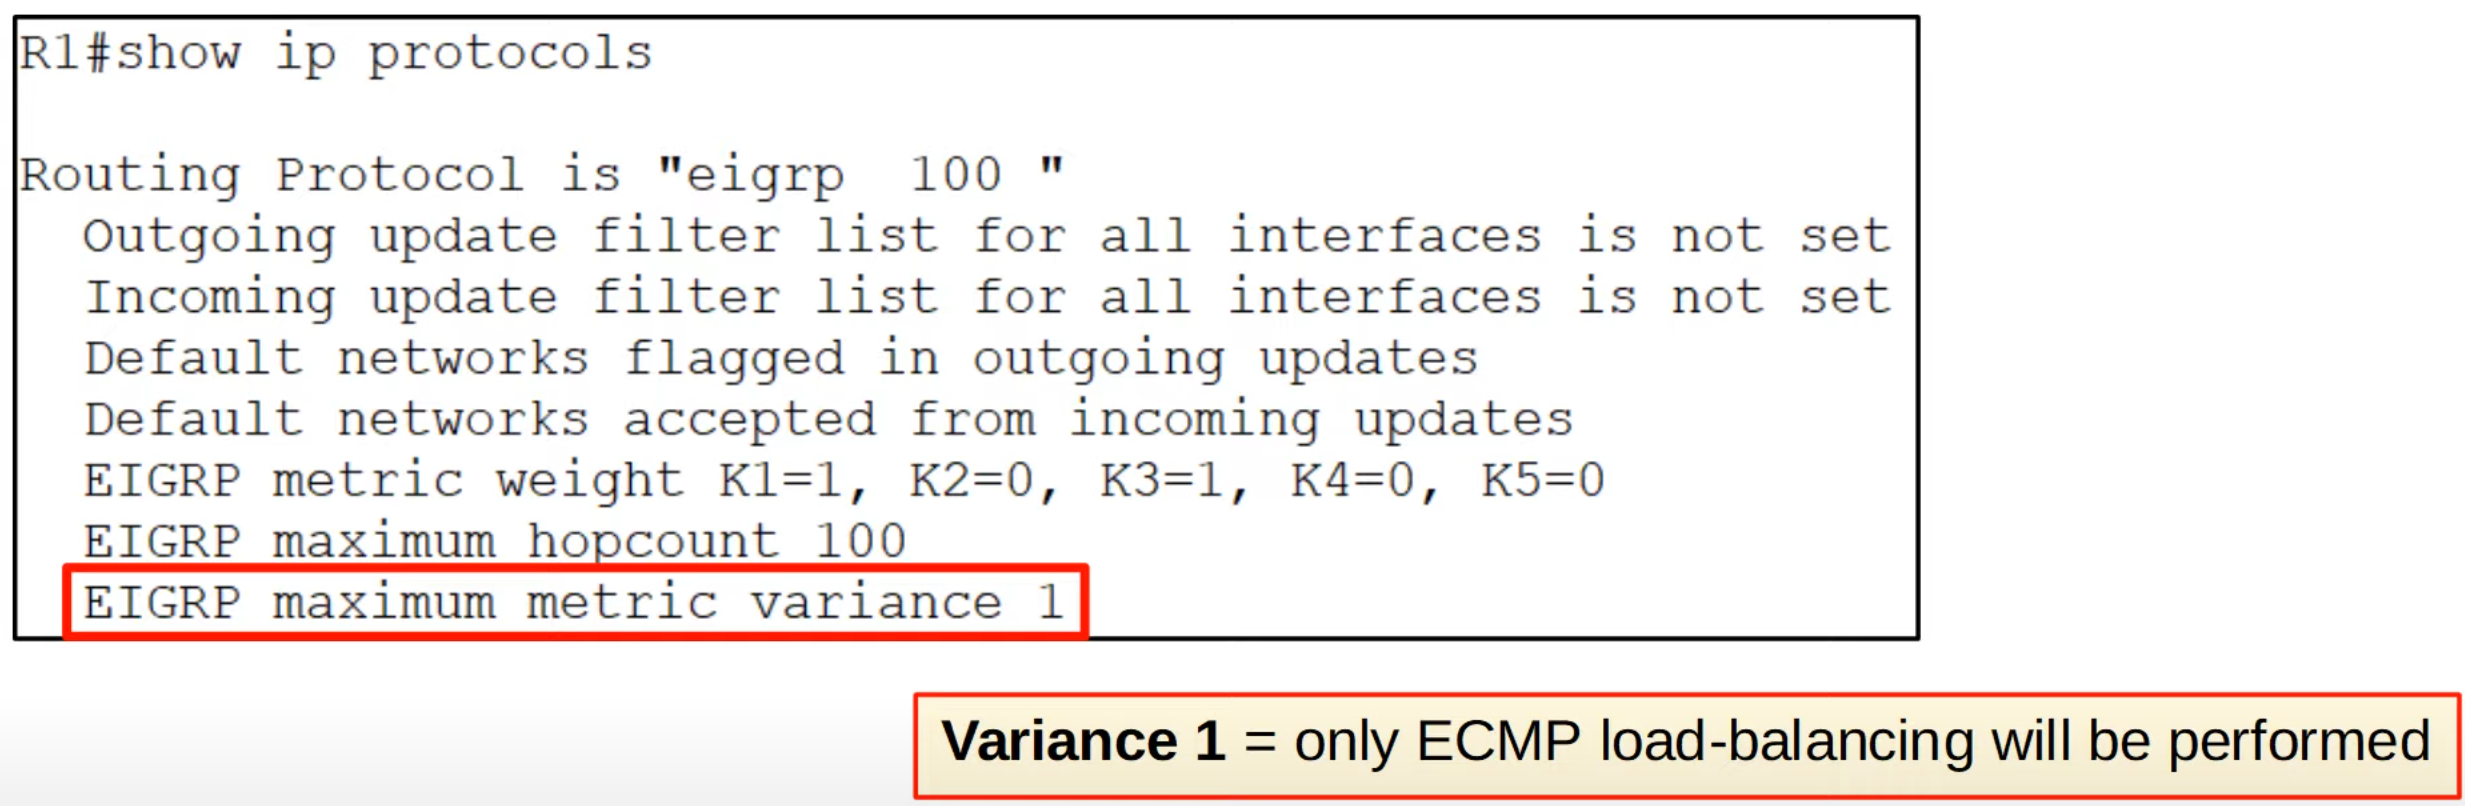 R1#show ip protocols
Routing Protocol is "eigrp  100 "
  Outgoing update filter list for all interfaces is not set
  Incoming update filter list for all interfaces is not set
  Default networks flagged in outgoing updates
  Default networks accepted from incoming updates
  EIGRP metric weight K1=1, K2=0, K3=1, K4=0, K5=0
  EIGRP maximum hopcount 100
  EIGRP maximum metric variance 1
Variance 1 = only ECMP load-balancing will be performed